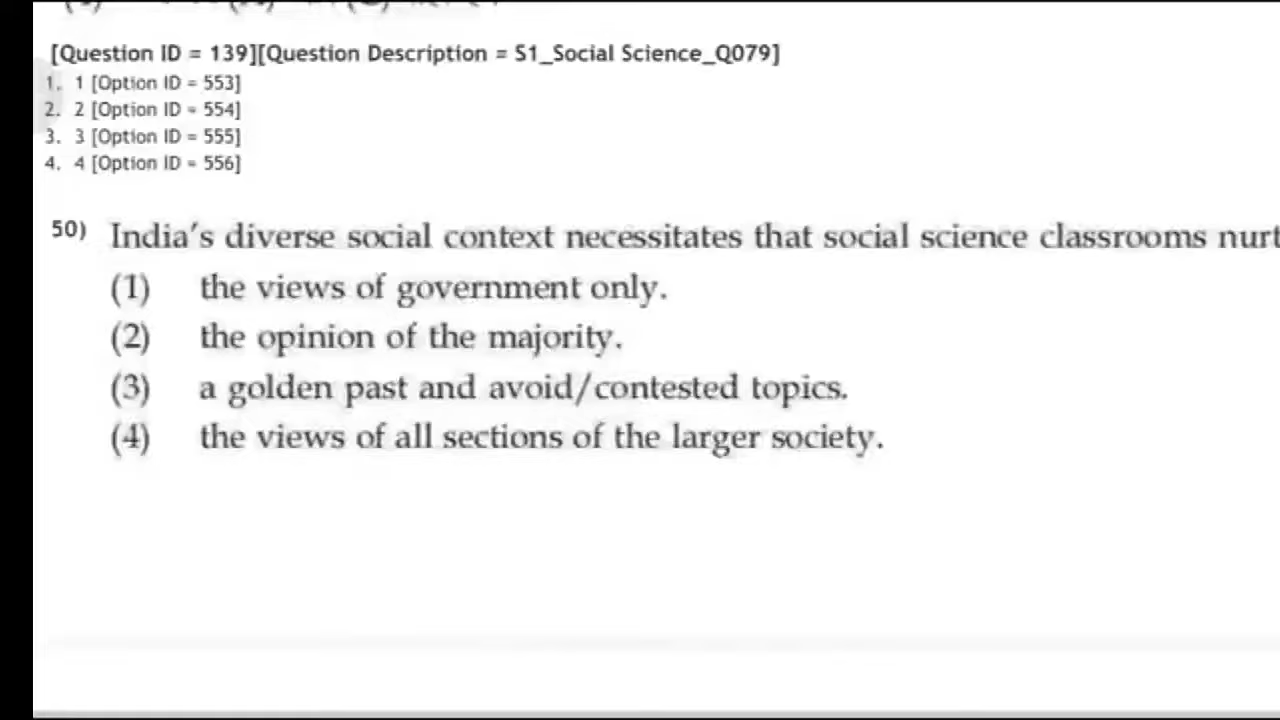 [Question ID = 139][Question Description = S1_Social Science_Q079]
1. 1 [Option ID = 553]
2. 2 [Option ID = 554]
3. 3 [Option ID = 555]
4. 4 [Option ID = 556]
50) India's diverse social context necessitates that social science classrooms nurt
(1) the views of government only.
(2) the opinion of the majority.
(3) a golden past and avoid/contested topics.
(4) the views of all sections of the larger society.